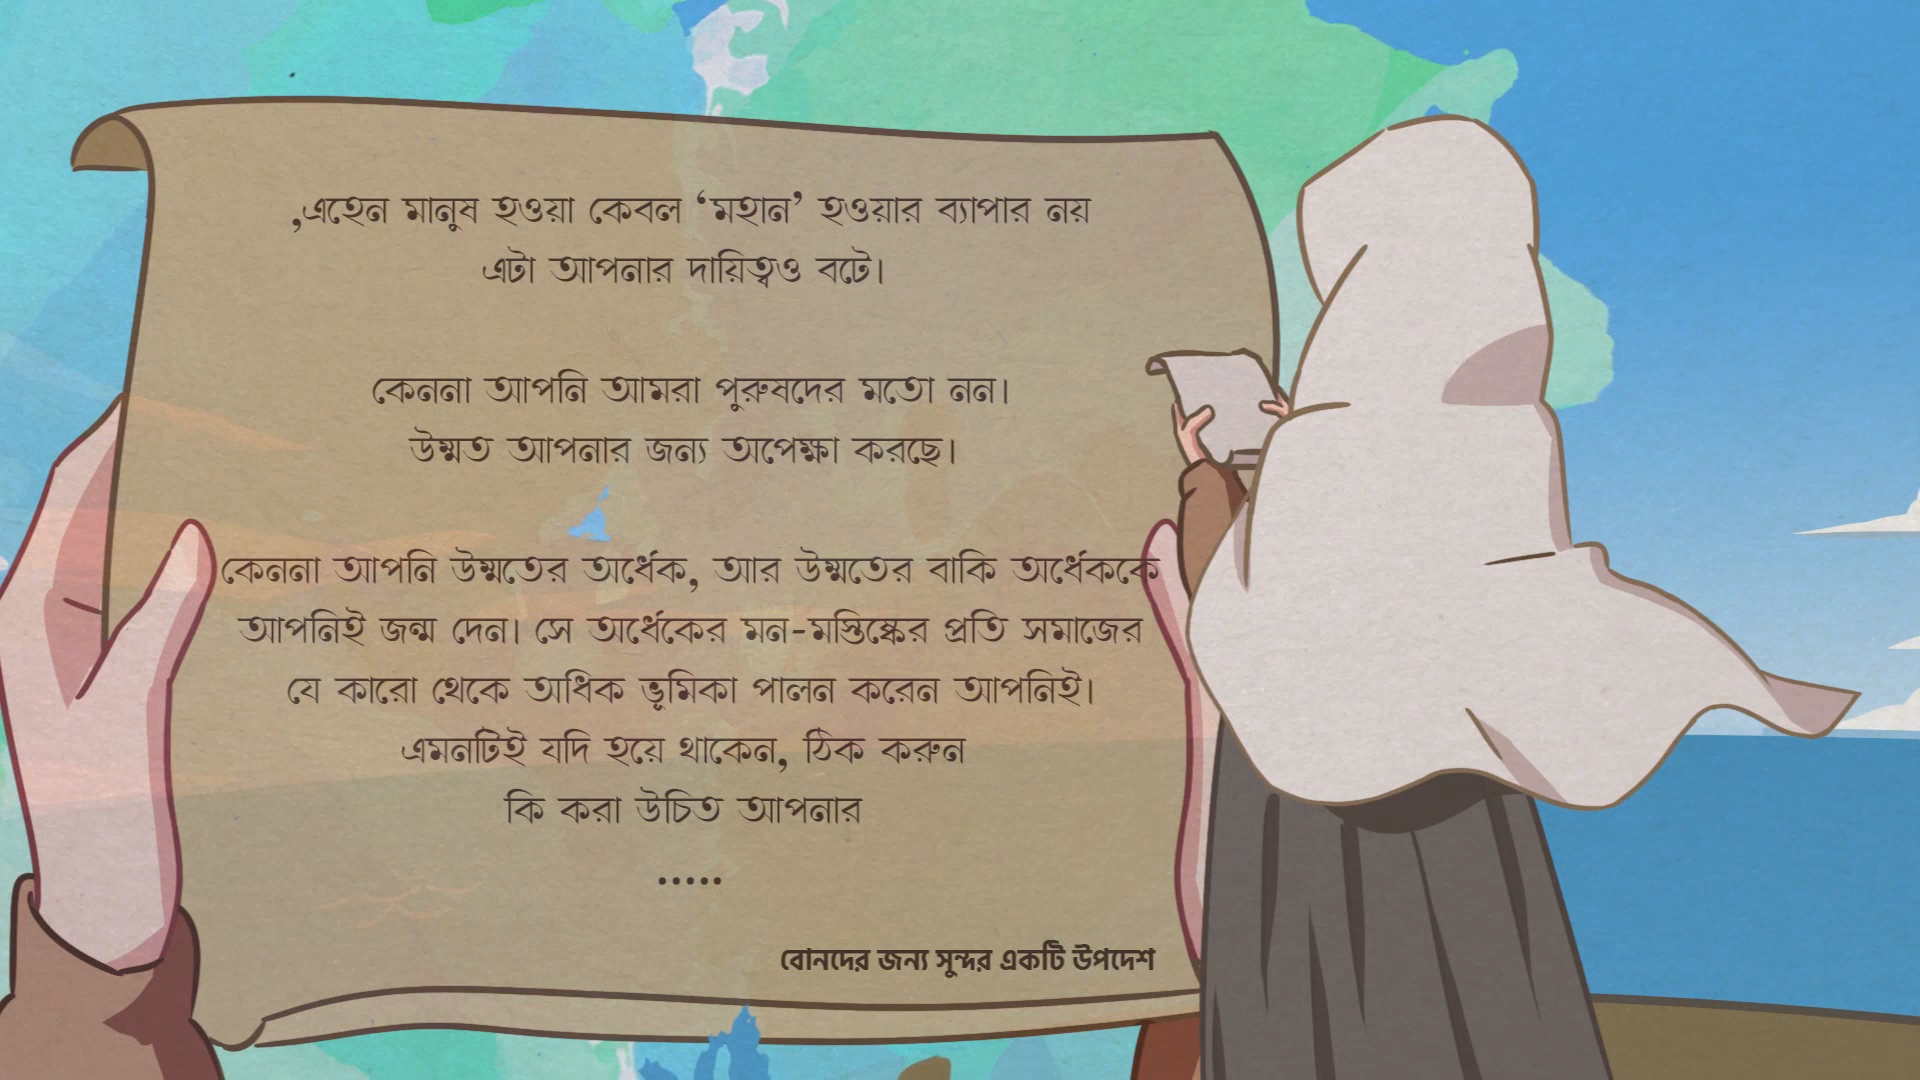 ,এহেন মানুষ হওয়া কেবল ‘মহান’ হওয়ার ব্যাপার নয়
এটা আপনার দায়িত্বও বটে।
কেননা আপনি আমরা পুরুষদের মতো নন।
উম্মত আপনার জন্য অপেক্ষা করছে।
কেননা আপনি উম্মতের অর্ধেক, আর উম্মতের বাকি অর্ধেককে
আপনিই জন্ম দেন। সে অর্ধেকের মন-মস্তিষ্কের প্রতি সমাজের
যে কারো থেকে অধিক ভূমিকা পালন করেন আপনিই।
এমনটিই যদি হয়ে থাকেন, ঠিক করুন
কি করা উচিত আপনার
.....
বোনদের জন্য সুন্দর একটি উপদেশ